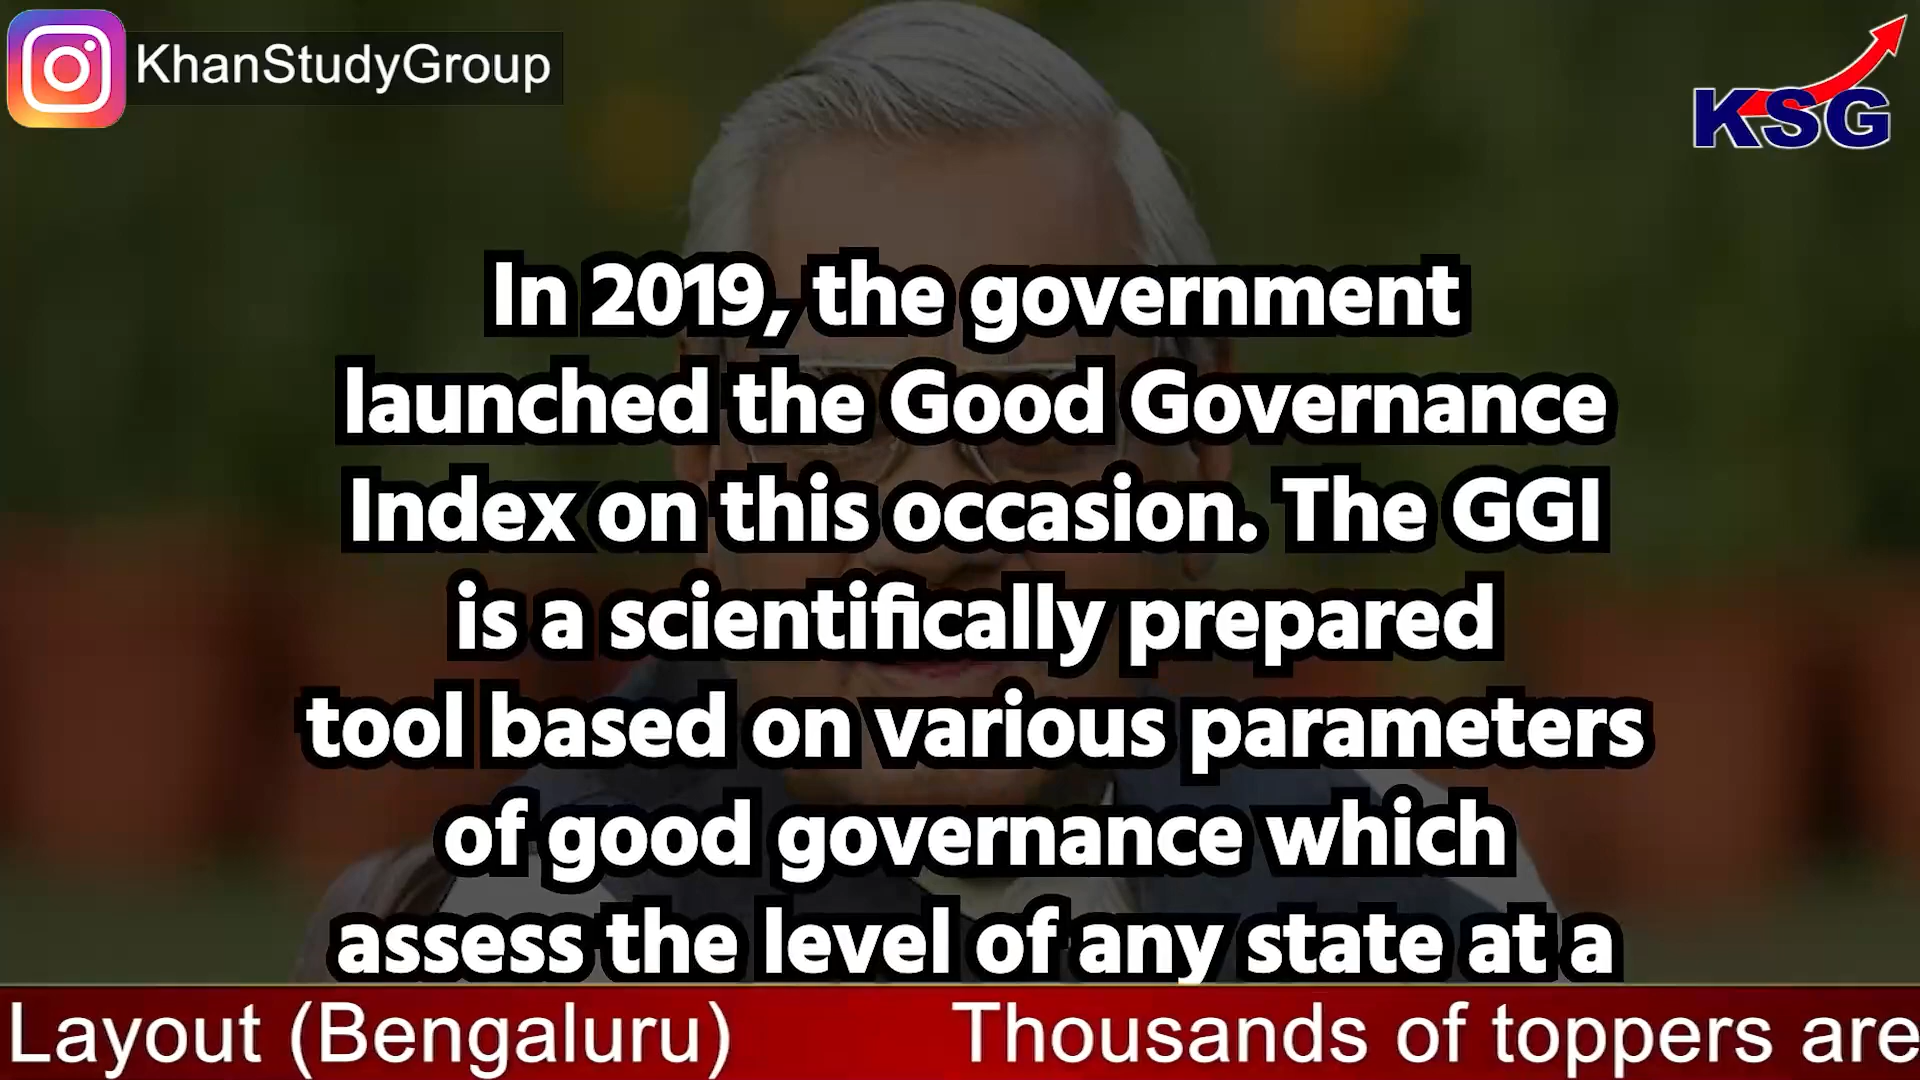 KhanStudyGroup
KSG
In 2019, the government
launched the Good Governance
Index on this occasion. The GGI
is a scientifically prepared
tool based on various parameters
of good governance which
assess the level of any state at a
Layout (Bengaluru) Thousands of toppers are